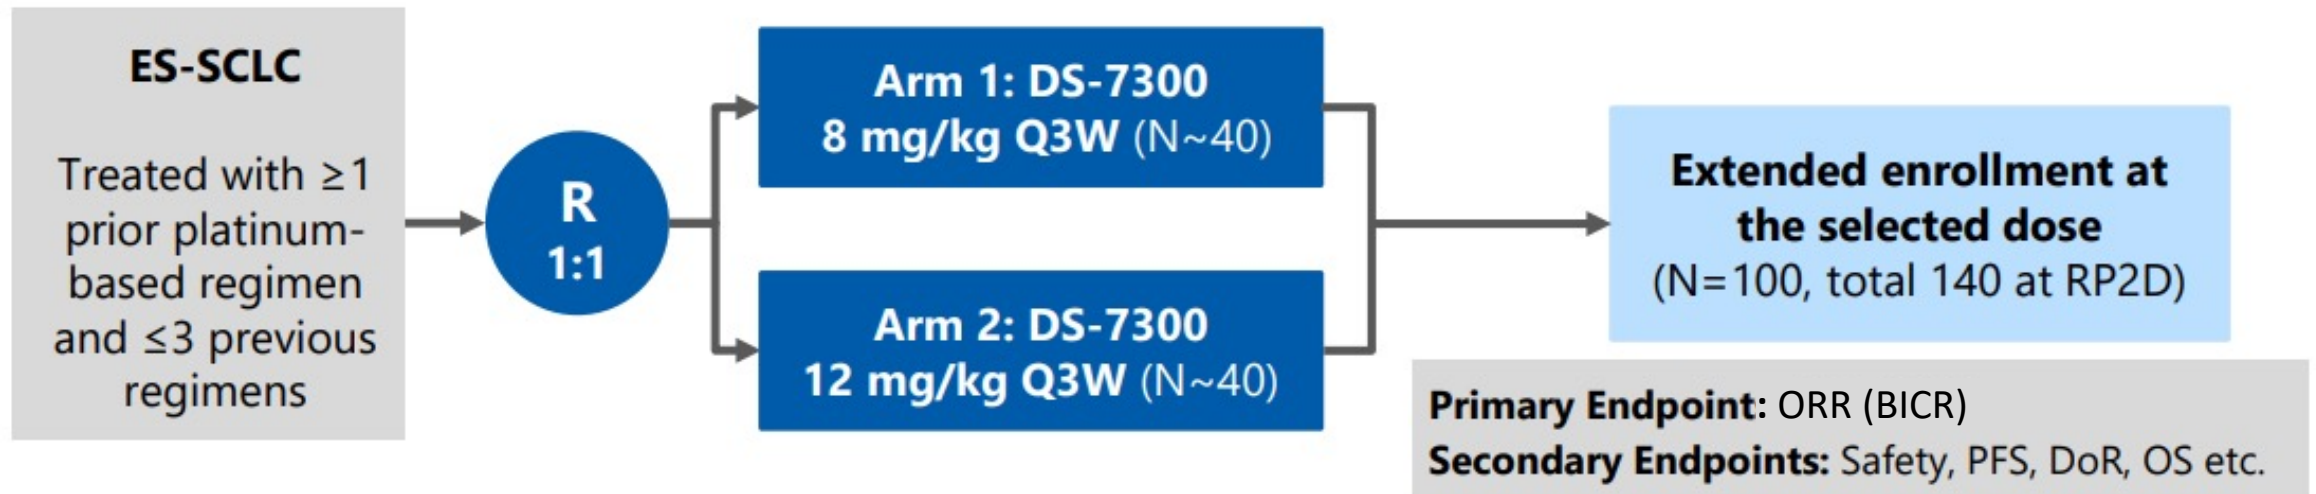 ES-SCLC
Treated with ≥1
prior platinum-
based regimen
and ≤3 previous
regimens
R
1:1
Arm 1: DS-7300
8 mg/kg Q3W (N~40)
Arm 2: DS-7300
12 mg/kg Q3W (N~40)
Extended enrollment at
the selected dose
(N=100, total 140 at RP2D)
Primary Endpoint: ORR (BICR)
Secondary Endpoints: Safety, PFS, DoR, OS etc.